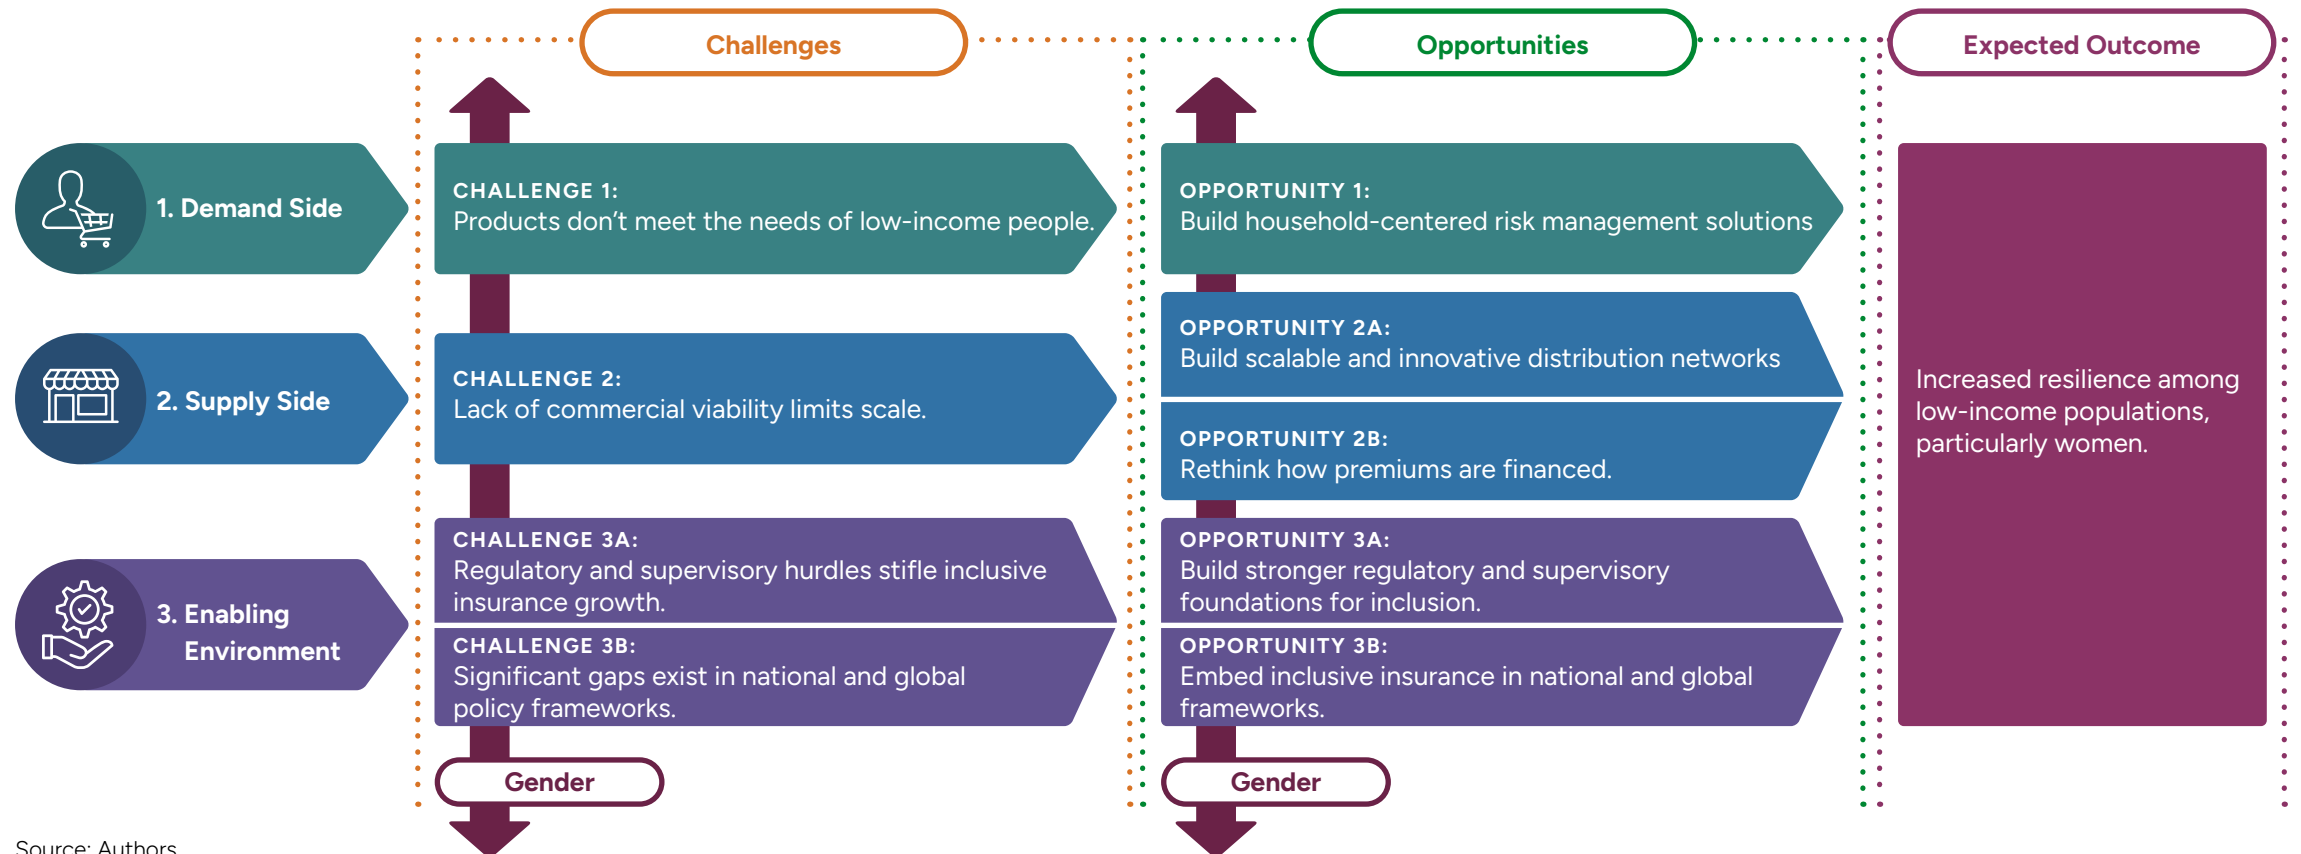 Challenges
Opportunities
Expected Outcome
1. Demand Side
CHALLENGE 1:
Products don’t meet the needs of low-income people.
OPPORTUNITY 1:
Build household-centered risk management solutions
2. Supply Side
CHALLENGE 2:
Lack of commercial viability limits scale.
OPPORTUNITY 2A:
Build scalable and innovative distribution networks
OPPORTUNITY 2B:
Rethink how premiums are financed.
3. Enabling
Environment
CHALLENGE 3A:
Regulatory and supervisory hurdles stifle inclusive
insurance growth.
CHALLENGE 3B:
Significant gaps exist in national and global
policy frameworks.
OPPORTUNITY 3A:
Build stronger regulatory and supervisory
foundations for inclusion.
OPPORTUNITY 3B:
Embed inclusive insurance in national and global
frameworks.
Increased resilience among
low-income populations,
particularly women.
Gender
Gender
Source: Authors